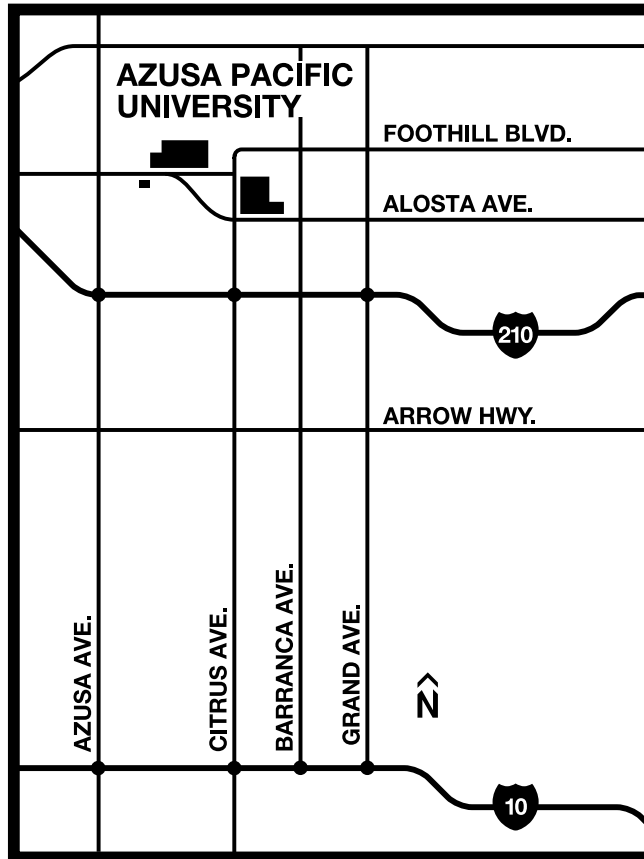 AZUSA PACIFIC
UNIVERSITY
FOOTHILL BLVD.
ALOSTA AVE.
210
ARROW HWY.
AZUSA AVE.
CITRUS AVE.
BARRANCA AVE.
GRAND AVE.
N
10